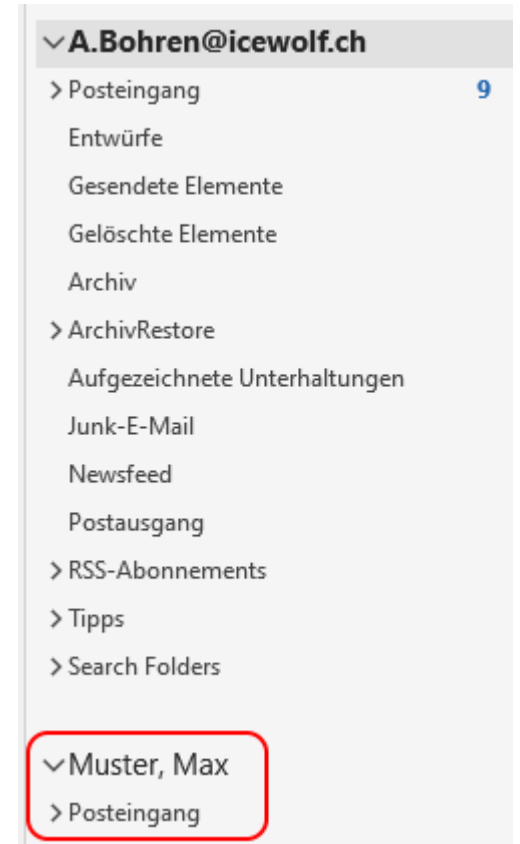 A.Bohren@icewolf.ch
Posteingang 9
Entwürfe
Gesendete Elemente
Gelöschte Elemente
Archiv
ArchivRestore
Aufgezeichnete Unterhaltungen
Junk-E-Mail
Newsfeed
Postausgang
RSS-Abonnements
Tipps
Search Folders
Muster, Max
Posteingang